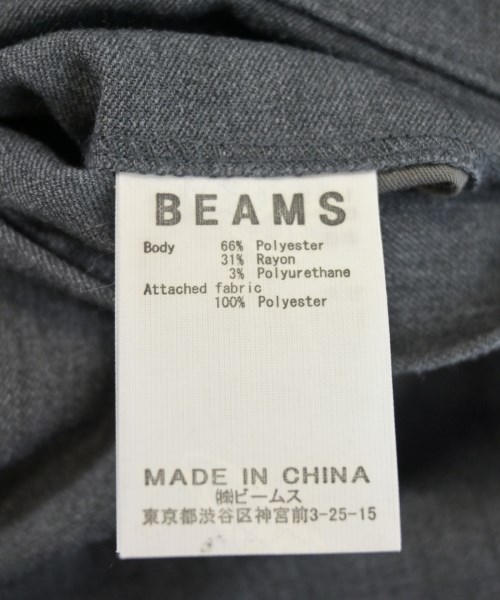 BEAMS
Body 66% Polyester
31% Rayon
3% Polyurethane
Attached fabric
100% Polyester
MADE IN CHINA
㈱ビームス
東京都渋谷区神宮前3-25-15